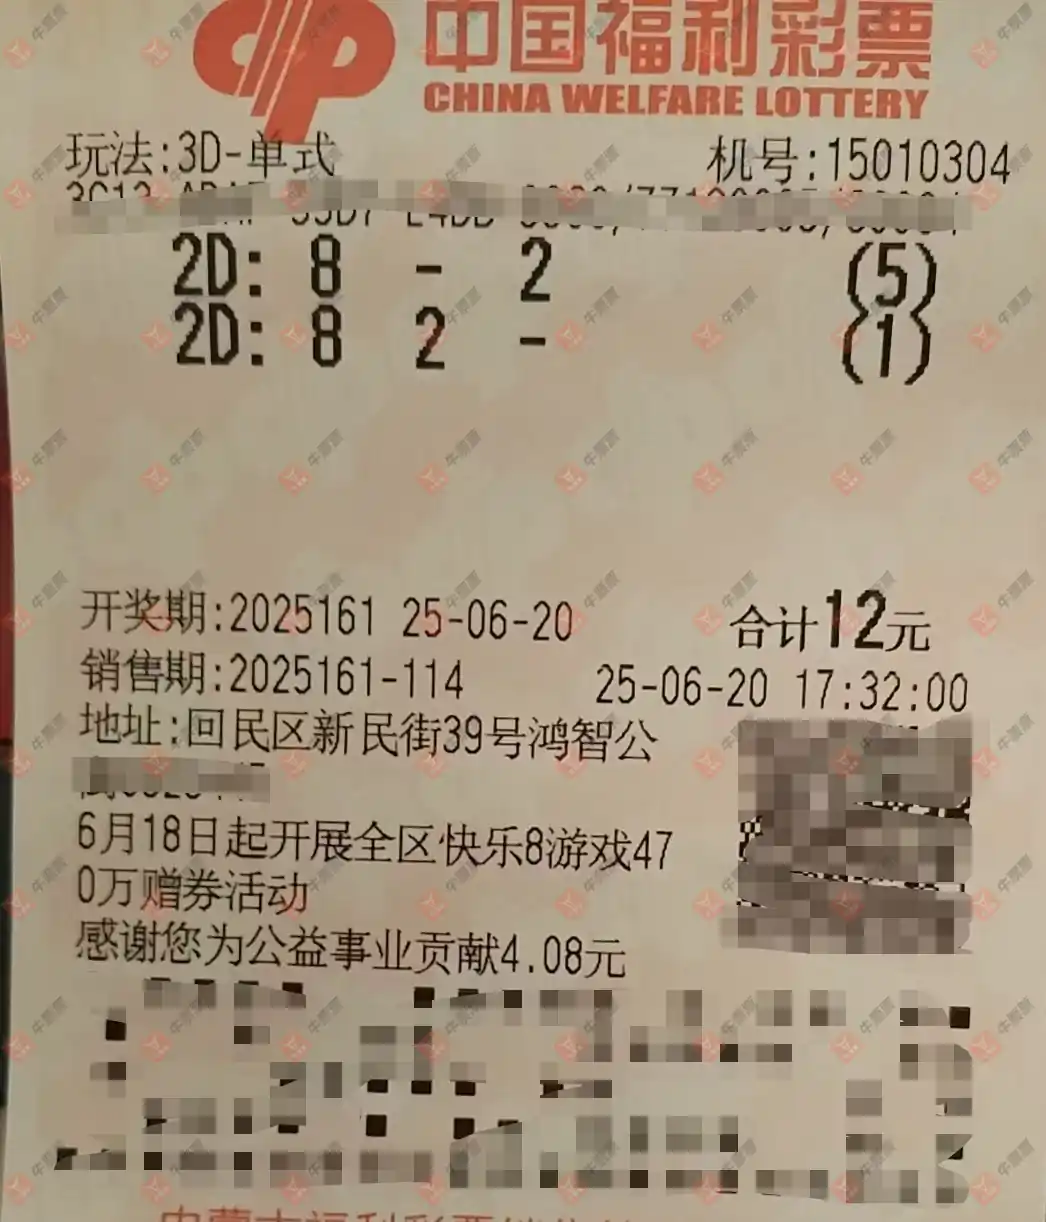 中国福利彩票
CHINA WELFARE LOTTERY
玩法:3D-单式 机号:15010304
2D: 8 - 2 (5)
2D: 8 2 - (1)
开奖期:2025161 25-06-20 合计12元
销售期:2025161-114 25-06-20 17:32:00
地址:回民区新民街39号鸿智公
6月18日起开展全区快乐8游戏47
0万赠券活动
感谢您为公益事业贡献4.08元